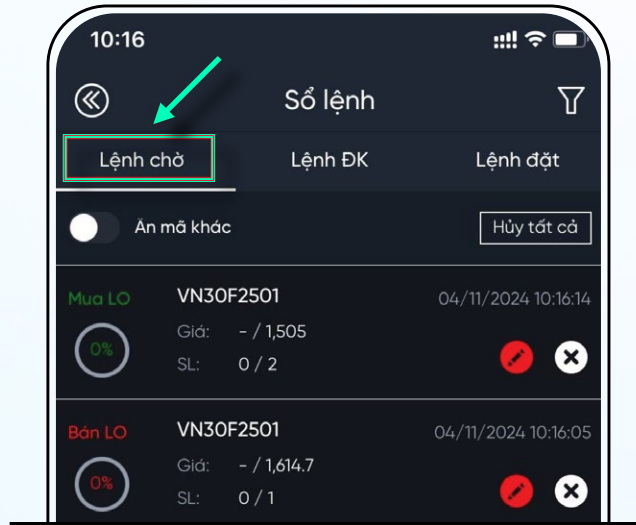 10:16
Sổ lệnh
Lệnh chờ Lệnh ĐK Lệnh đặt
Ẩn mã khác Hủy tất cả
Mua LO VN30F2501 04/11/2024 10:16:14
Giá: - / 1,505
0% SL: 0 / 2
Bán LO VN30F2501 04/11/2024 10:16:05
Giá: - / 1,614.7
0% SL: 0 / 1